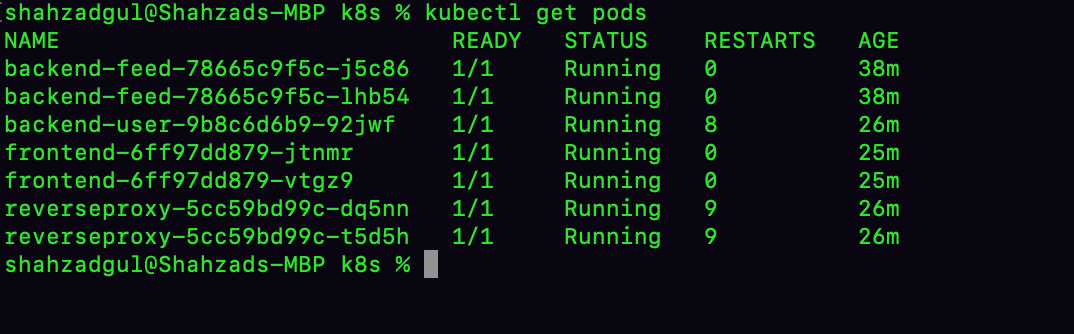 [shahzadgul@Shahzads-MBP k8s % kubectl get pods
NAME READY STATUS RESTARTS AGE
backend-feed-78665c9f5c-j5c86 1/1 Running 0 38m
backend-feed-78665c9f5c-lhb54 1/1 Running 0 38m
backend-user-9b8c6d6b9-92jwf 1/1 Running 8 26m
frontend-6ff97dd879-jtnmr 1/1 Running 0 25m
frontend-6ff97dd879-vtgz9 1/1 Running 0 25m
reverseproxy-5cc59bd99c-dq5nn 1/1 Running 9 26m
reverseproxy-5cc59bd99c-t5d5h 1/1 Running 9 26m
shahzadgul@Shahzads-MBP k8s %